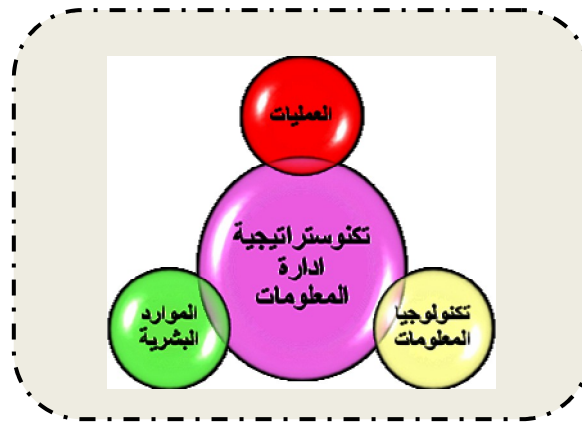 العمليات
تكنوستراتيجية
ادارة
المعلومات
تكنولوجيا
المعلومات
الموارد
البشرية